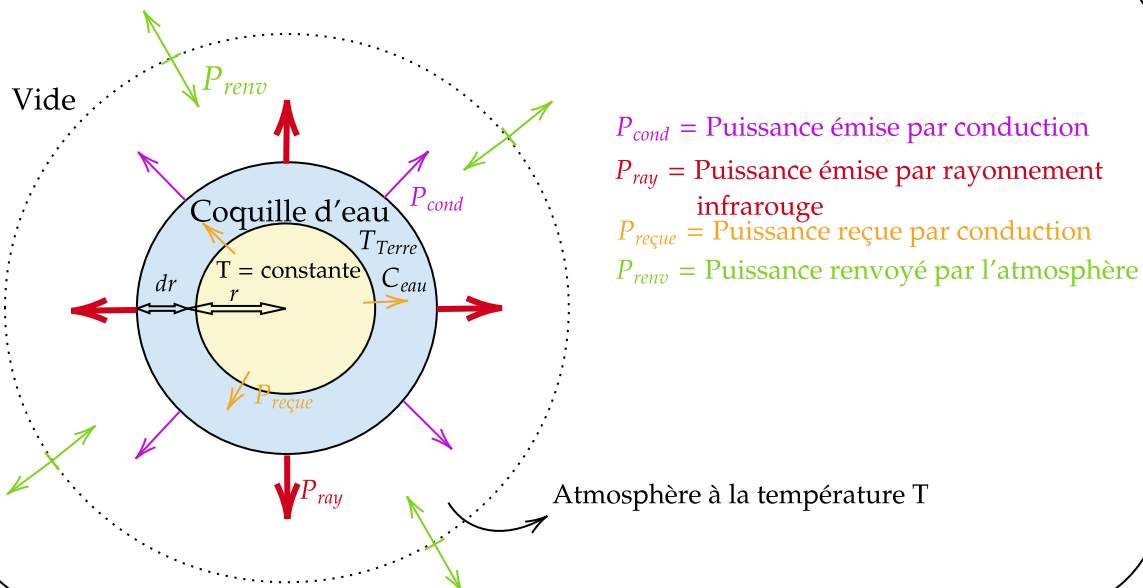 Vide
P_renv
P_cond
Coquille d'eau
T_Terre
T = constante
C_eau
dr
r
P_reçue
P_ray
Atmosphère à la température T
P_cond = Puissance émise par conduction
P_ray = Puissance émise par rayonnement
infrarouge
P_reçue = Puissance reçue par conduction
P_renv = Puissance renvoyé par l'atmosphère